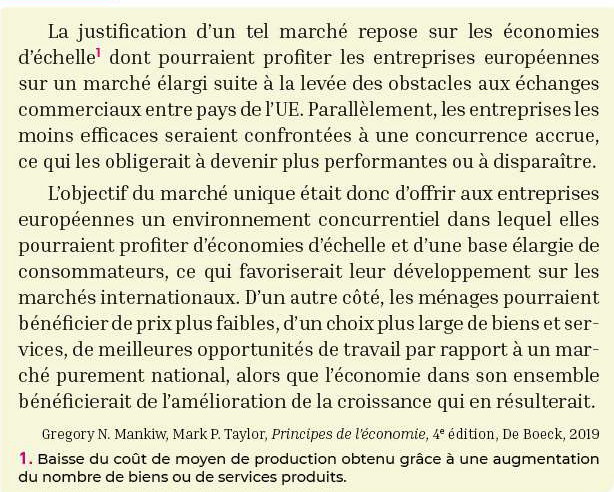 La justification d’un tel marché repose sur les économies
d’échelle¹ dont pourraient profiter les entreprises européennes
sur un marché élargi suite à la levée des obstacles aux échanges
commerciaux entre pays de l’UE. Parallèlement, les entreprises les
moins efficaces seraient confrontées à une concurrence accrue,
ce qui les obligerait à devenir plus performantes ou à disparaître.
L’objectif du marché unique était donc d’offrir aux entreprises
européennes un environnement concurrentiel dans lequel elles
pourraient profiter d’économies d’échelle et d’une base élargie de
consommateurs, ce qui favoriserait leur développement sur les
marchés internationaux. D’un autre côté, les ménages pourraient
bénéficier de prix plus faibles, d’un choix plus large de biens et ser-
vices, de meilleures opportunités de travail par rapport à un mar-
ché purement national, alors que l’économie dans son ensemble
bénéficierait de l’amélioration de la croissance qui en résulterait.
Gregory N. Mankiw, Mark P. Taylor, Principes de l’économie, 4ᵉ édition, De Boeck, 2019
1. Baisse du coût de moyen de production obtenu grâce à une augmentation
du nombre de biens ou de services produits.